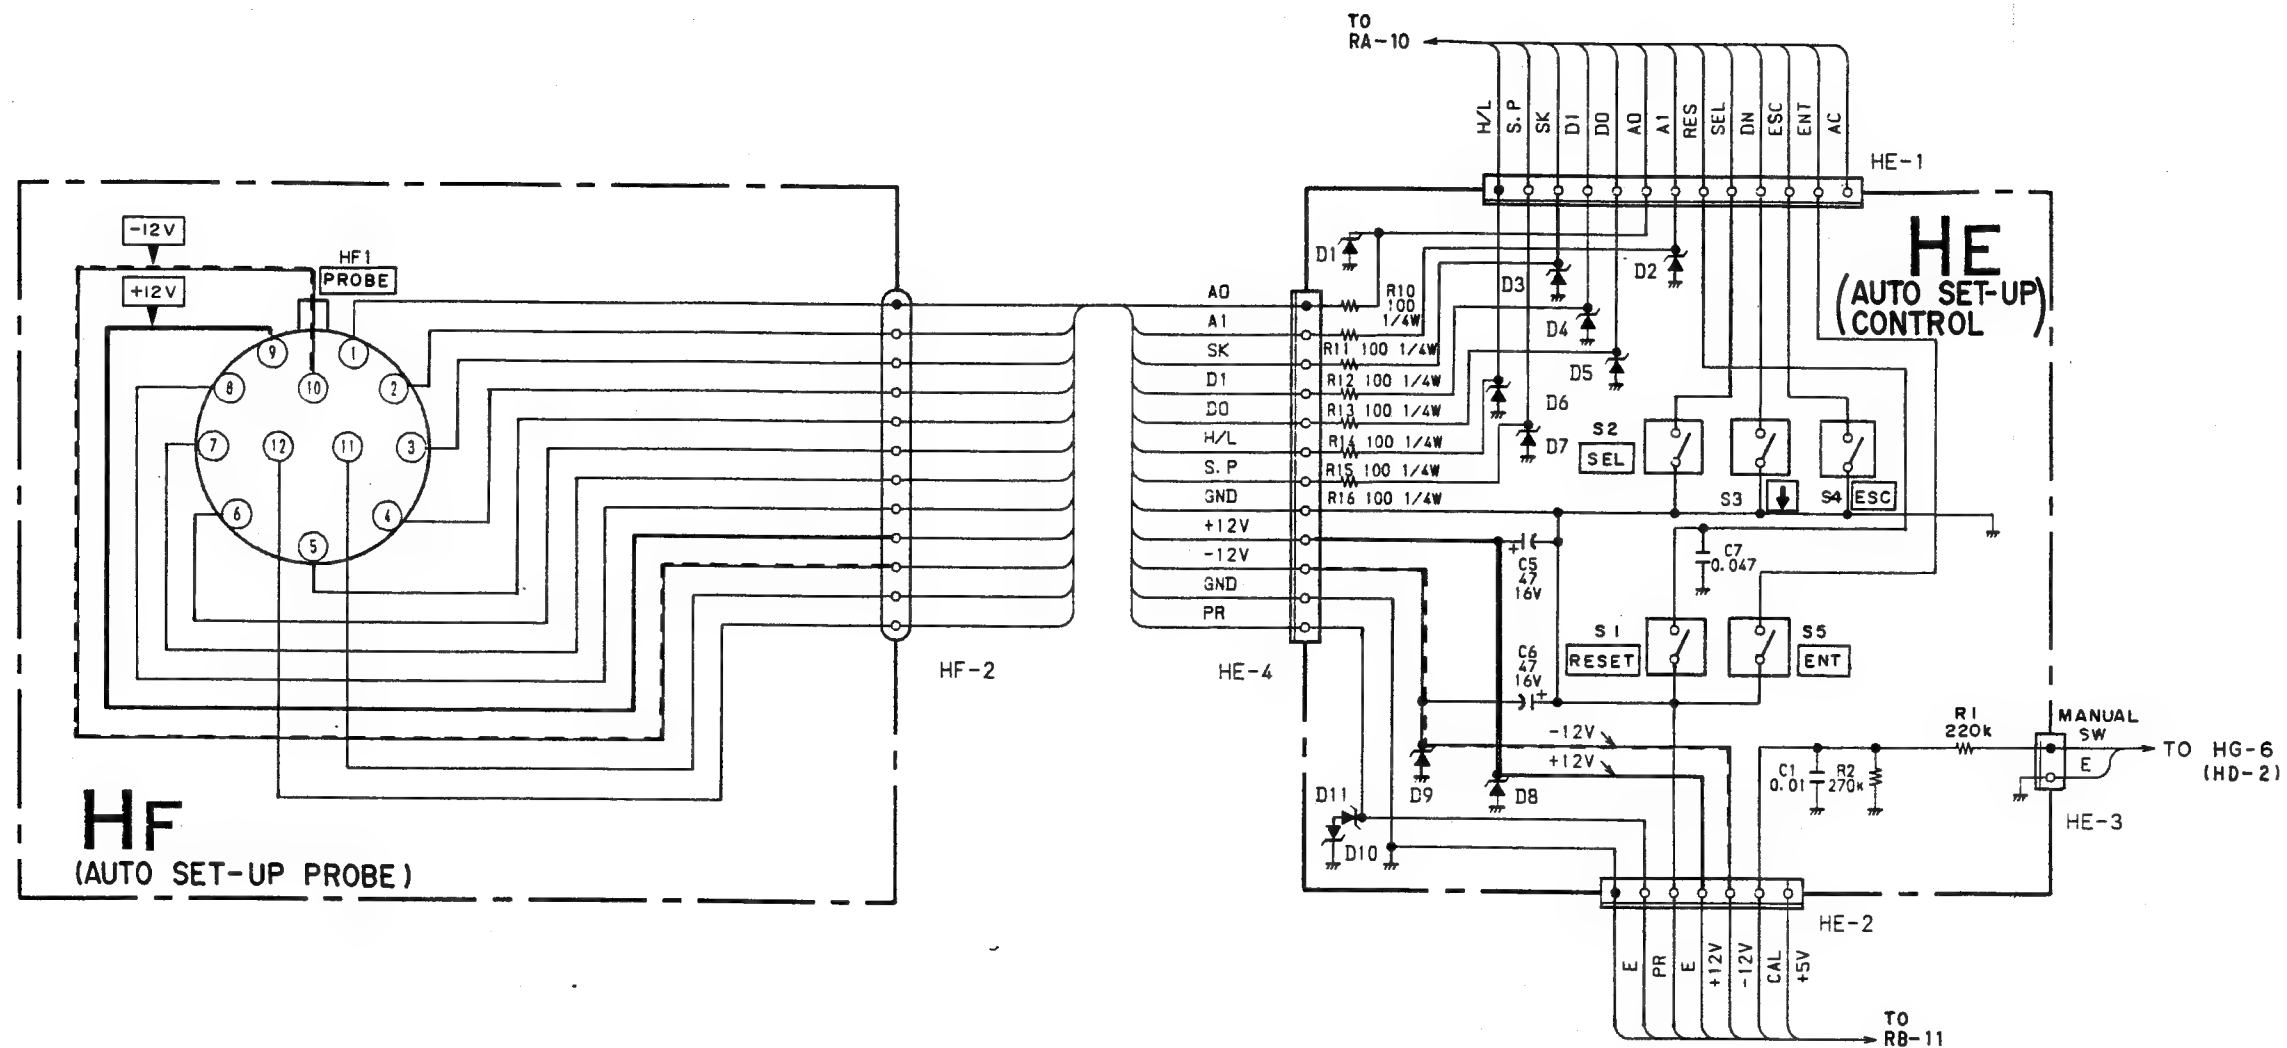 TO
RA-10
H/L
S.P
SK
D1
D0
A0
A1
RES
SEL
DN
ESC
ENT
AC
HE-1
-12V
+12V
HF1
PROBE
9
1
8
10
2
7
12
11
3
6
5
4
HF
(AUTO SET-UP PROBE)
HF-2
A0
A1
SK
D1
D0
H/L
S.P
GND
+12V
-12V
GND
PR
HE-4
HE
(AUTO SET-UP)
CONTROL
D1
D2
D3
D4
D5
D6
D7
R10
100
1/4W
R11 100 1/4W
R12 100 1/4W
R13 100 1/4W
R14 100 1/4W
R15 100 1/4W
R16 100 1/4W
S2
SEL
S3
↓
S4
ESC
+
C5
47
16V
C7
0.047
S1
RESET
S5
ENT
C6
47
16V
+
-12V
+12V
D9
D8
D11
D10
C1
0.01
R2
270k
R1
220k
MANUAL
SW
E
TO HG-6
(HD-2)
HE-3
HE-2
E
PR
E
+12V
-12V
CAL
+5V
TO
RB-11